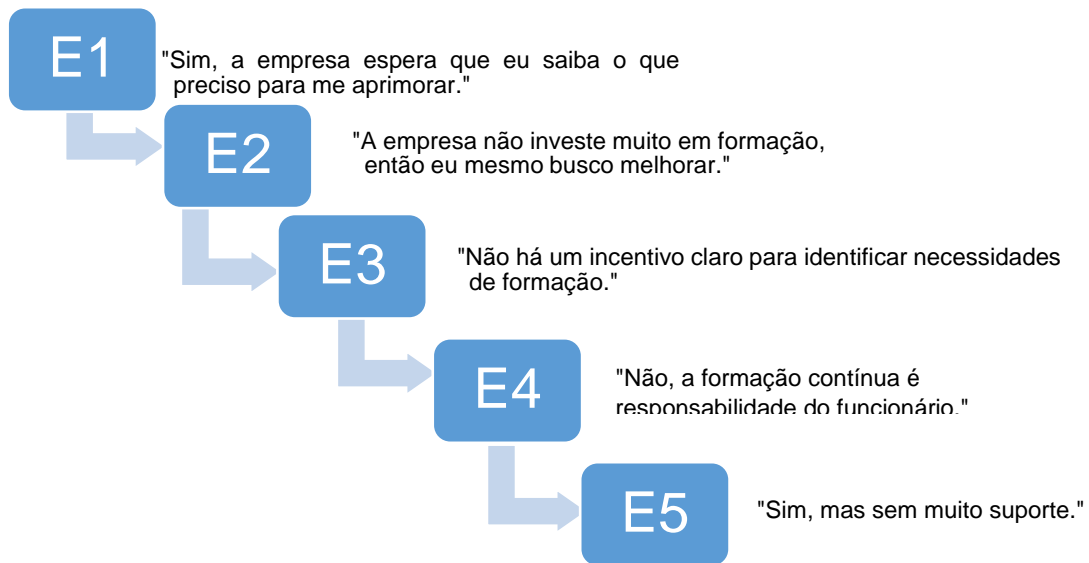 E1
"Sim, a empresa espera que eu saiba o que
preciso para me aprimorar."
E2
"A empresa não investe muito em formação,
então eu mesmo busco melhorar."
E3
"Não há um incentivo claro para identificar necessidades
de formação."
E4
"Não, a formação contínua é
responsabilidade do funcionário."
E5
"Sim, mas sem muito suporte."